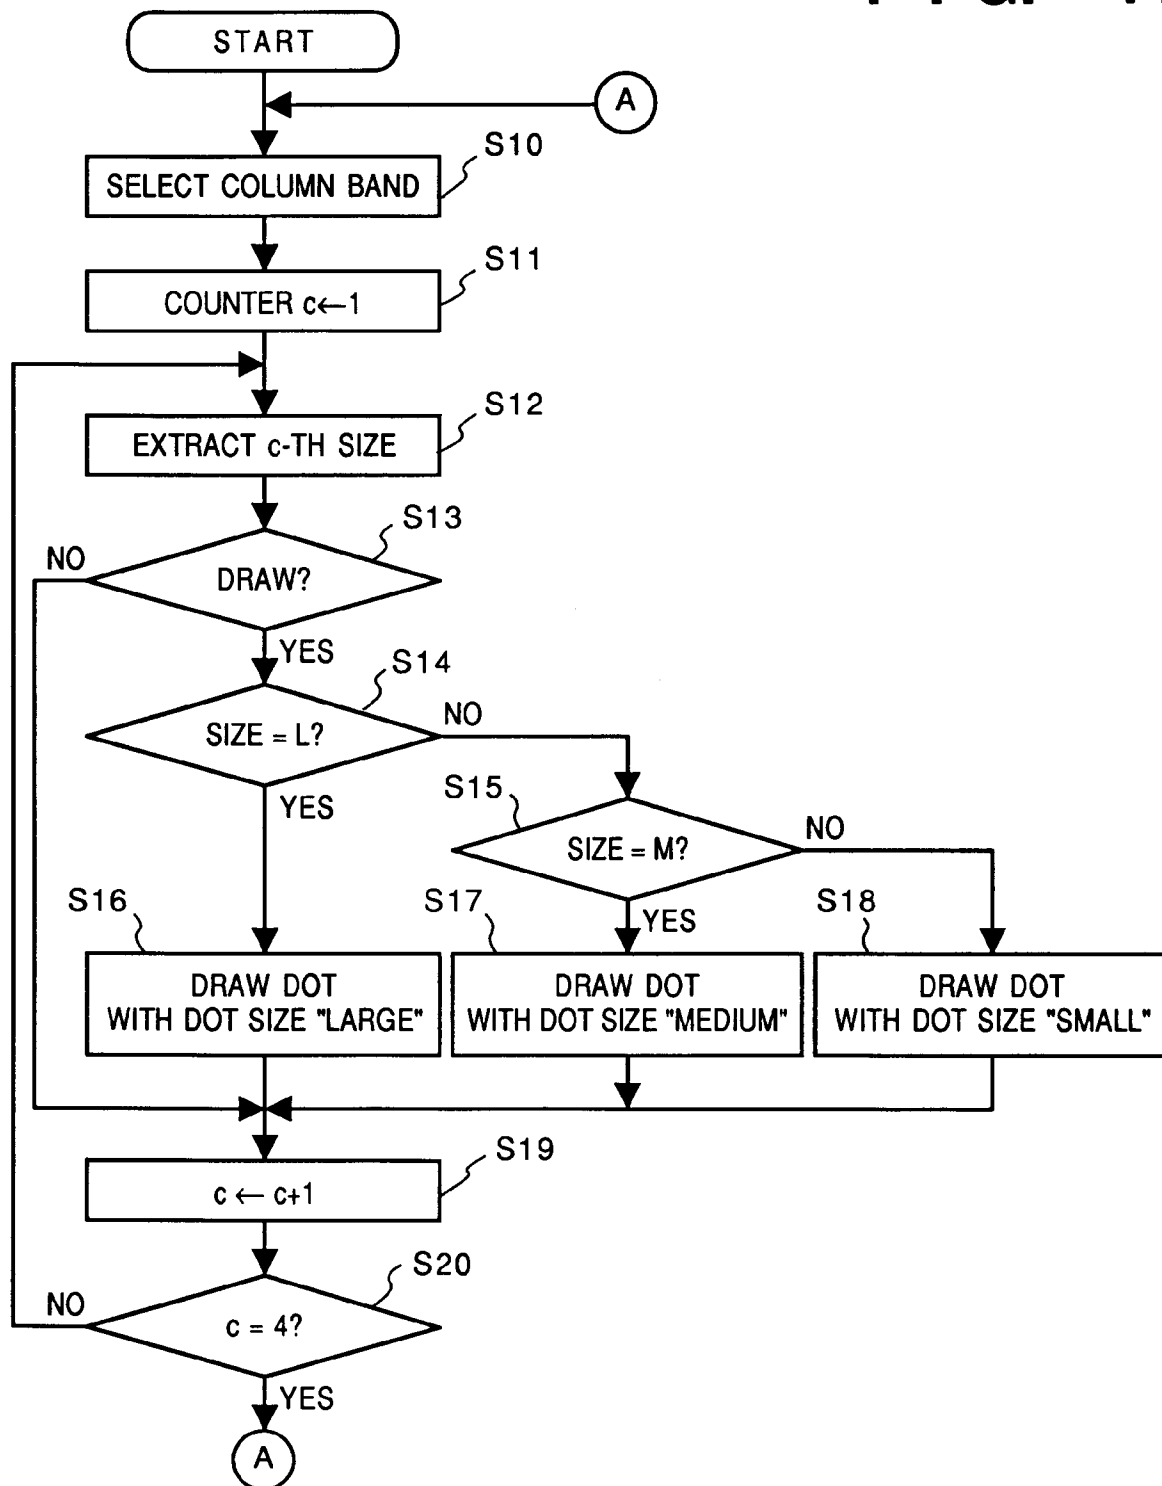 START
A
S10
SELECT COLUMN BAND
S11
COUNTER c←1
S12
EXTRACT c-TH SIZE
S13
NO
DRAW?
YES
S14
SIZE = L?
NO
YES
S15
SIZE = M?
NO
YES
S16
DRAW DOT
WITH DOT SIZE "LARGE"
S17
DRAW DOT
WITH DOT SIZE "MEDIUM"
S18
DRAW DOT
WITH DOT SIZE "SMALL"
S19
c ← c+1
S20
NO
c = 4?
YES
A